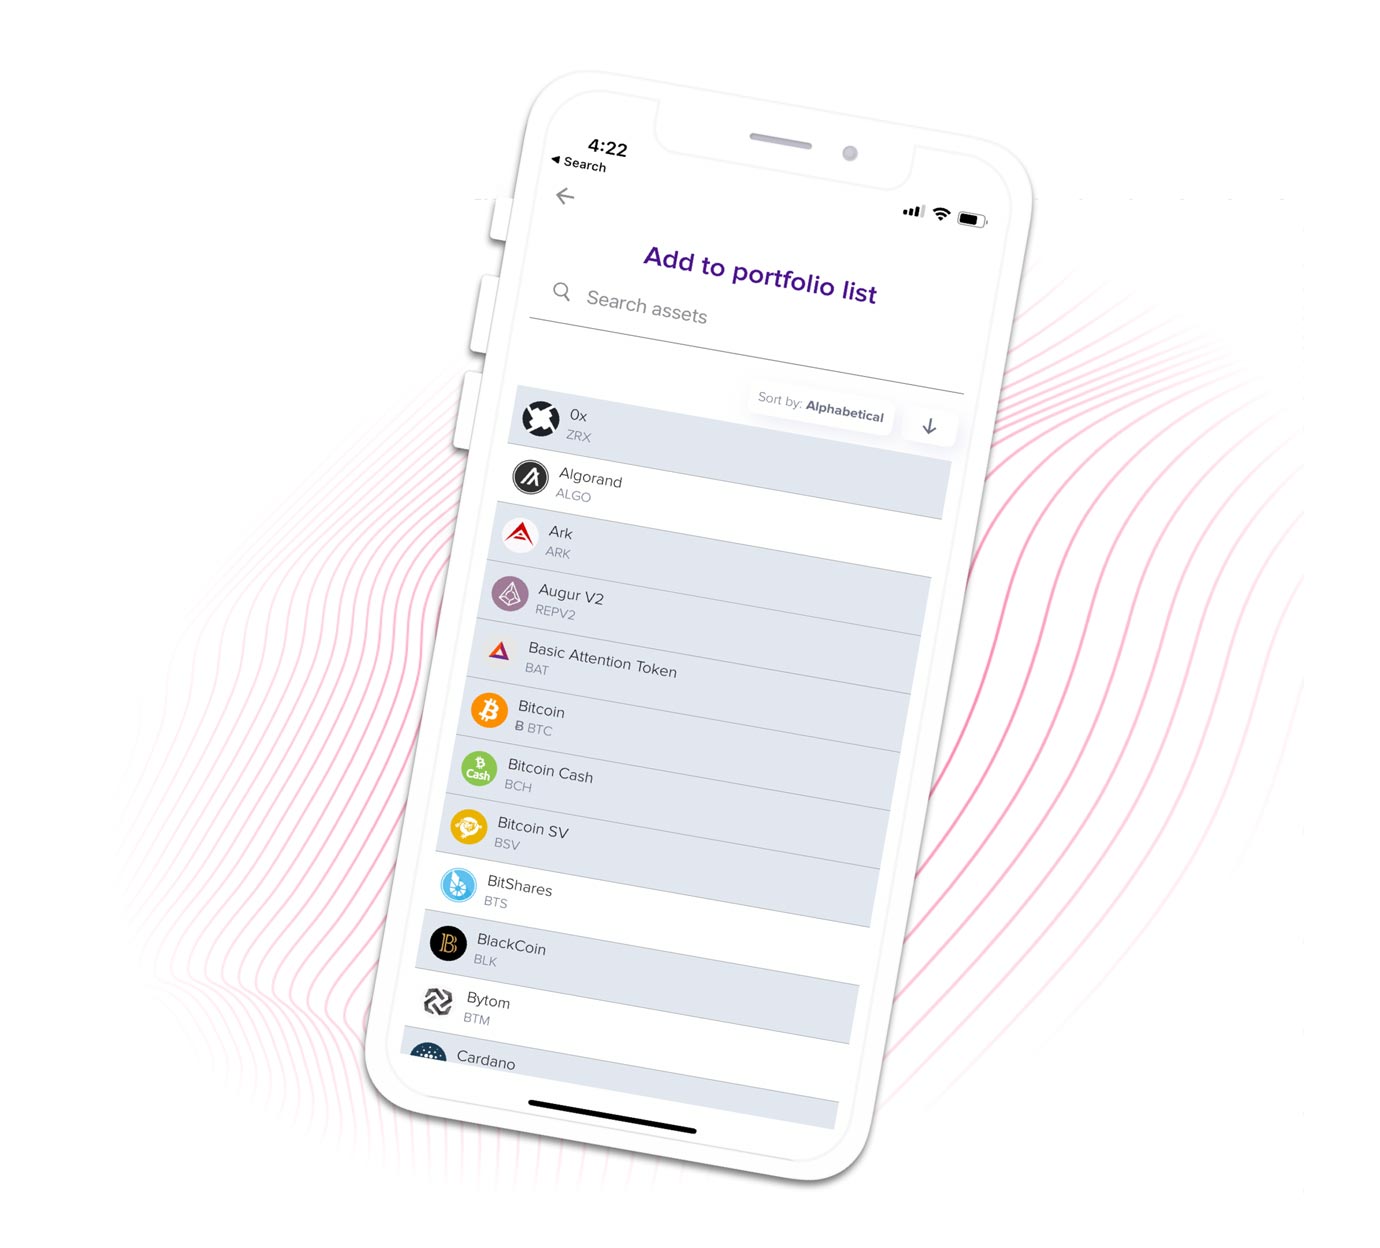 4:22
◀ Search
Add to portfolio list
Search assets
Sort by: Alphabetical
0x
ZRX
Algorand
ALGO
Ark
ARK
Augur V2
REPV2
Basic Attention Token
BAT
Bitcoin
Ƀ BTC
Cash
Bitcoin Cash
BCH
Bitcoin SV
BSV
BitShares
BTS
BlackCoin
BLK
Bytom
BTM
Cardano